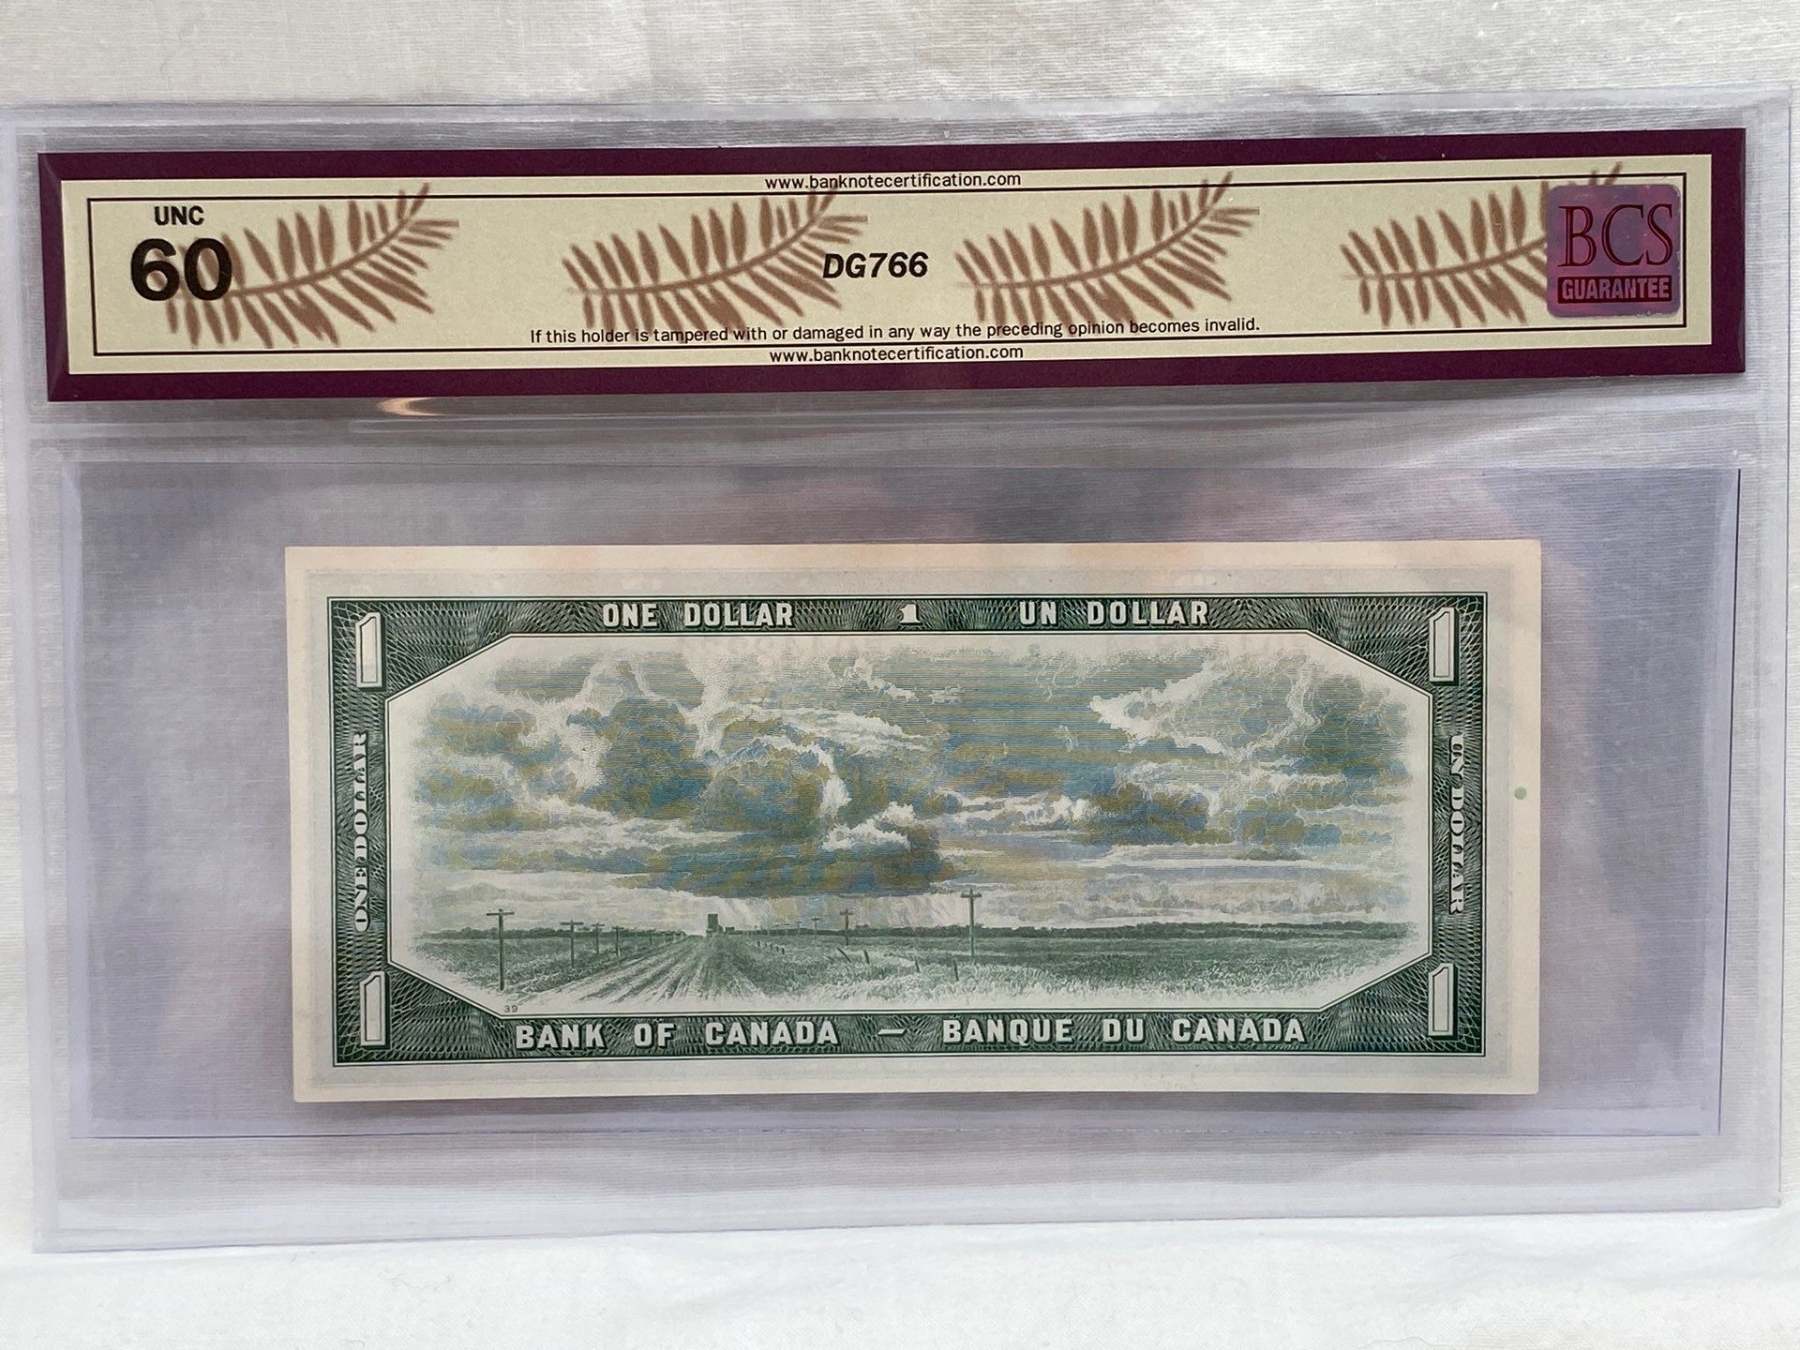 www.banknotecertification.com
UNC
60
DG766
BCS
GUARANTEE
If this holder is tampered with or damaged in any way the preceding opinion becomes invalid.
www.banknotecertification.com
1 ONE DOLLAR 1 UN DOLLAR 1
ONE DOLLAR
UN DOLLAR
39
1 BANK OF CANADA — BANQUE DU CANADA 1